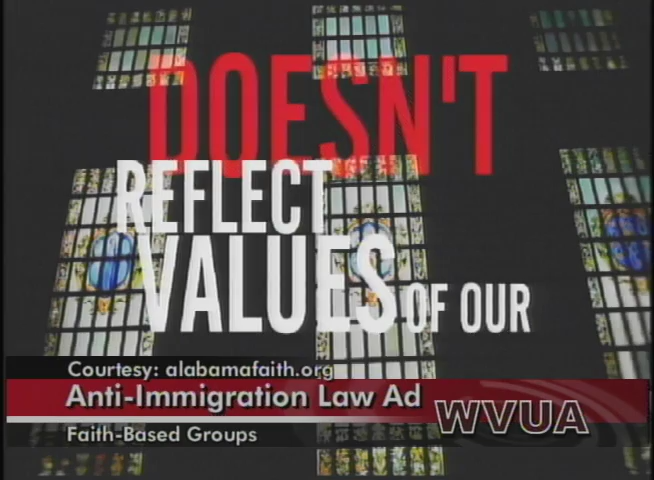 DOESN'T
REFLECT
VALUES OF OUR
Courtesy: alabamafaith.org
Anti-Immigration Law Ad
WVUA
Faith-Based Groups